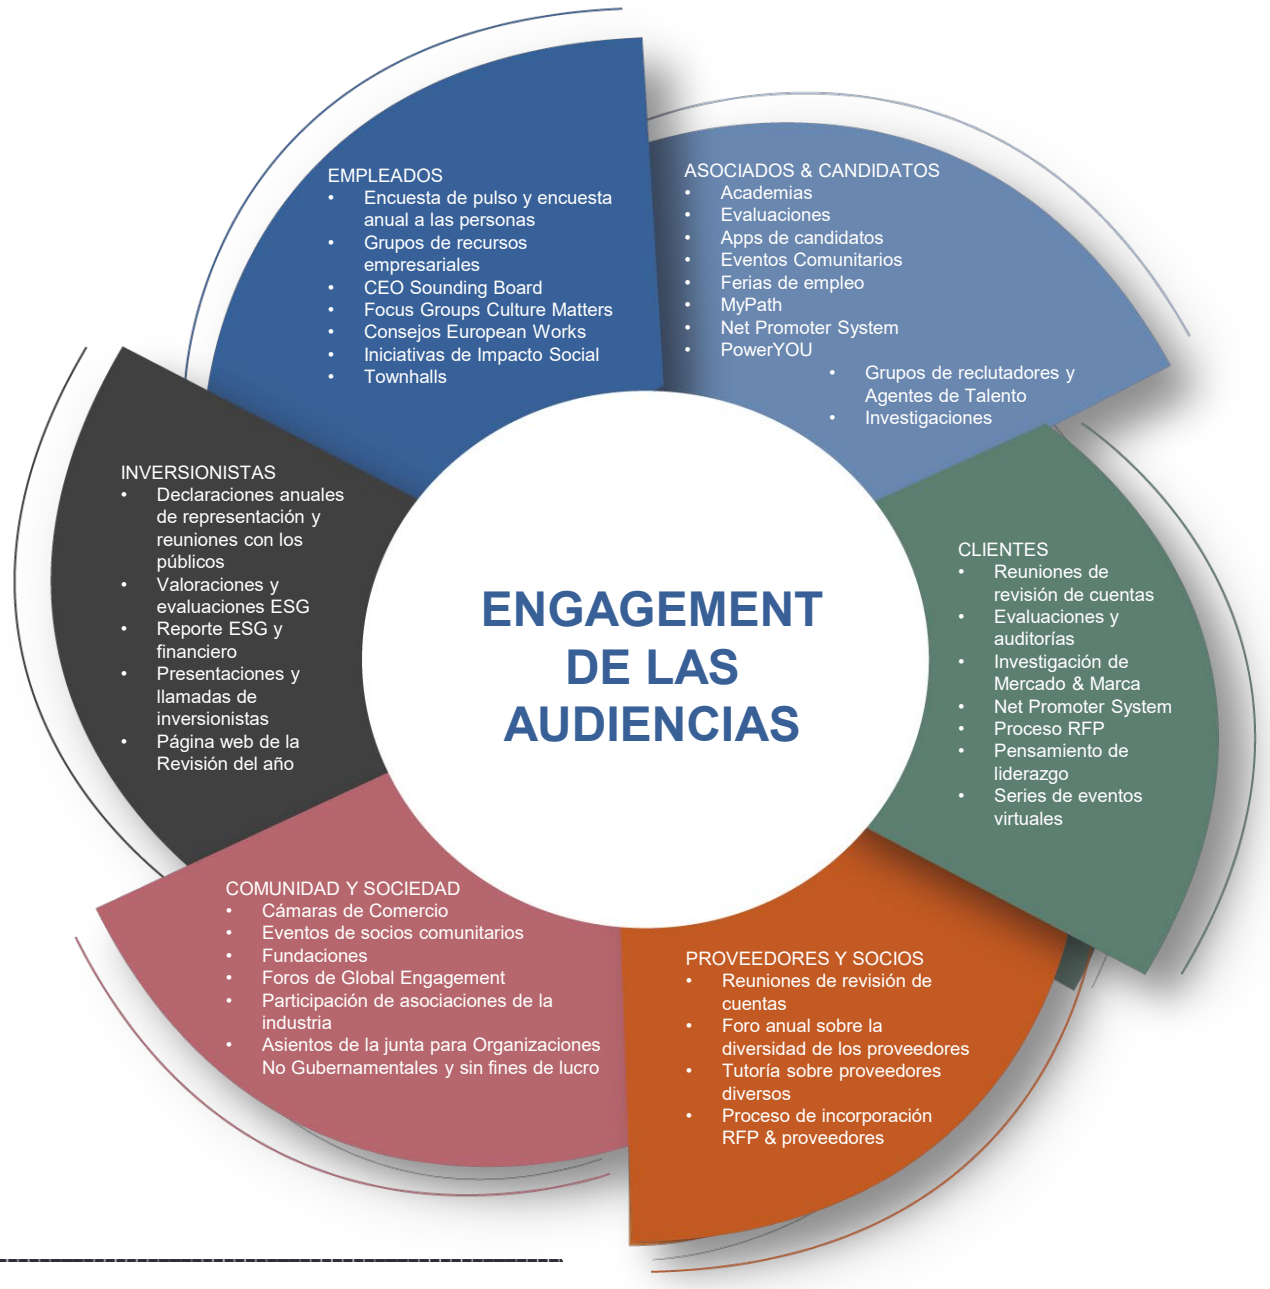 EMPLEADOS
• Encuesta de pulso y encuesta
anual a las personas
• Grupos de recursos
empresariales
• CEO Sounding Board
• Focus Groups Culture Matters
• Consejos European Works
• Iniciativas de Impacto Social
• Townhalls
ASOCIADOS & CANDIDATOS
• Academias
• Evaluaciones
• Apps de candidatos
• Eventos Comunitarios
• Ferias de empleo
• MyPath
• Net Promoter System
• PowerYOU
• Grupos de reclutadores y
Agentes de Talento
• Investigaciones
INVERSIONISTAS
• Declaraciones anuales
de representación y
reuniones con los
públicos
• Valoraciones y
evaluaciones ESG
• Reporte ESG y
financiero
• Presentaciones y
llamadas de
inversionistas
• Página web de la
Revisión del año
ENGAGEMENT
DE LAS
AUDIENCIAS
CLIENTES
• Reuniones de
revisión de cuentas
• Evaluaciones y
auditorías
• Investigación de
Mercado & Marca
• Net Promoter System
• Proceso RFP
• Pensamiento de
liderazgo
• Series de eventos
virtuales
COMUNIDAD Y SOCIEDAD
• Cámaras de Comercio
• Eventos de socios comunitarios
• Fundaciones
• Foros de Global Engagement
• Participación de asociaciones de la
industria
• Asientos de la junta para Organizaciones
No Gubernamentales y sin fines de lucro
PROVEEDORES Y SOCIOS
• Reuniones de revisión de
cuentas
• Foro anual sobre la
diversidad de los proveedores
• Tutoría sobre proveedores
diversos
• Proceso de incorporación
RFP & proveedores